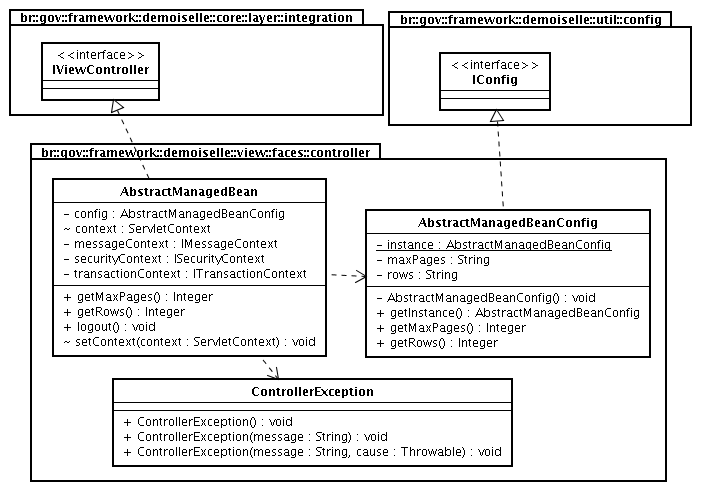 br::gov::framework::demoiselle::core::layer::integration
<<interface>>
IViewController
br::gov::framework::demoiselle::util::config
<<interface>>
IConfig
br::gov::framework::demoiselle::view::faces::controller
AbstractManagedBean
- config : AbstractManagedBeanConfig
~ context : ServletContext
- messageContext : IMessageContext
- securityContext : ISecurityContext
- transactionContext : ITransactionContext
+ getMaxPages() : Integer
+ getRows() : Integer
+ logout() : void
~ setContext(context : ServletContext) : void
AbstractManagedBeanConfig
- instance : AbstractManagedBeanConfig
- maxPages : String
- rows : String
- AbstractManagedBeanConfig() : void
+ getInstance() : AbstractManagedBeanConfig
+ getMaxPages() : Integer
+ getRows() : Integer
ControllerException
+ ControllerException() : void
+ ControllerException(message : String) : void
+ ControllerException(message : String, cause : Throwable) : void